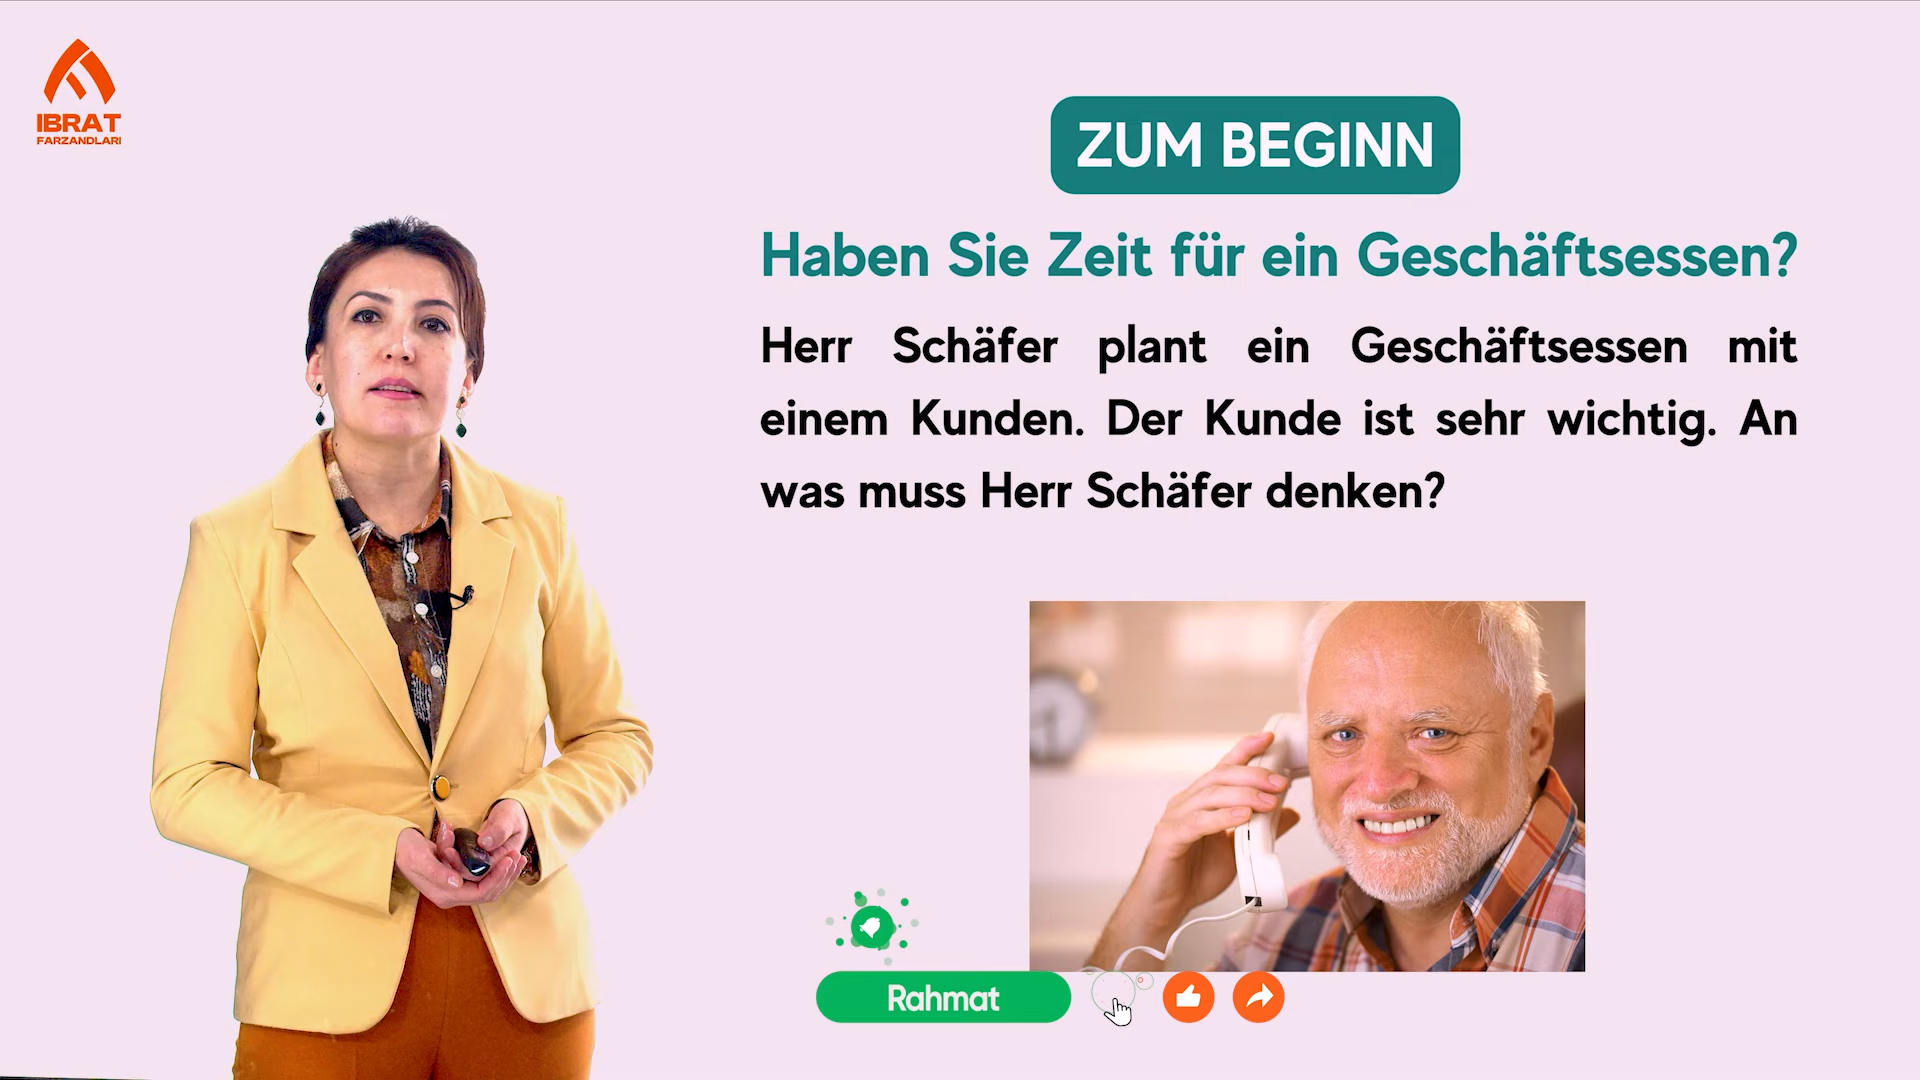 IBRAT
FARZANDLARI
ZUM BEGINN
Haben Sie Zeit für ein Geschäftsessen?
Herr Schäfer plant ein Geschäftsessen mit
einem Kunden. Der Kunde ist sehr wichtig. An
was muss Herr Schäfer denken?
Rahmat